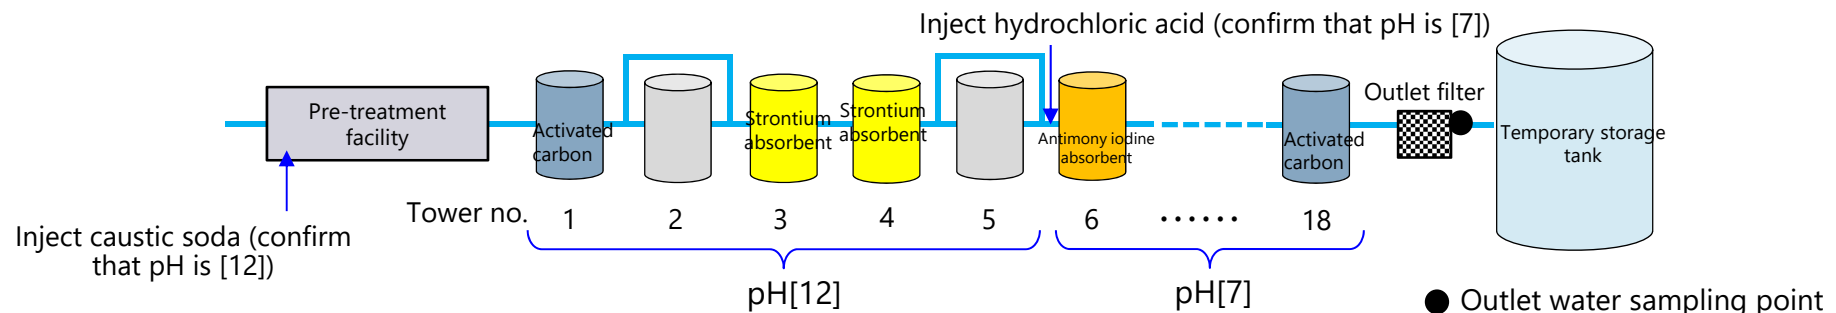 Inject hydrochloric acid (confirm that pH is [7])
Pre-treatment
facility
Activated
carbon
Strontium
absorbent
Strontium
absorbent
Antimony iodine
absorbent
Activated
carbon
Outlet filter
Temporary storage
tank
Tower no. 1 2 3 4 5 6 ······ 18
Inject caustic soda (confirm
that pH is [12])
pH[12]
pH[7]
Outlet water sampling point